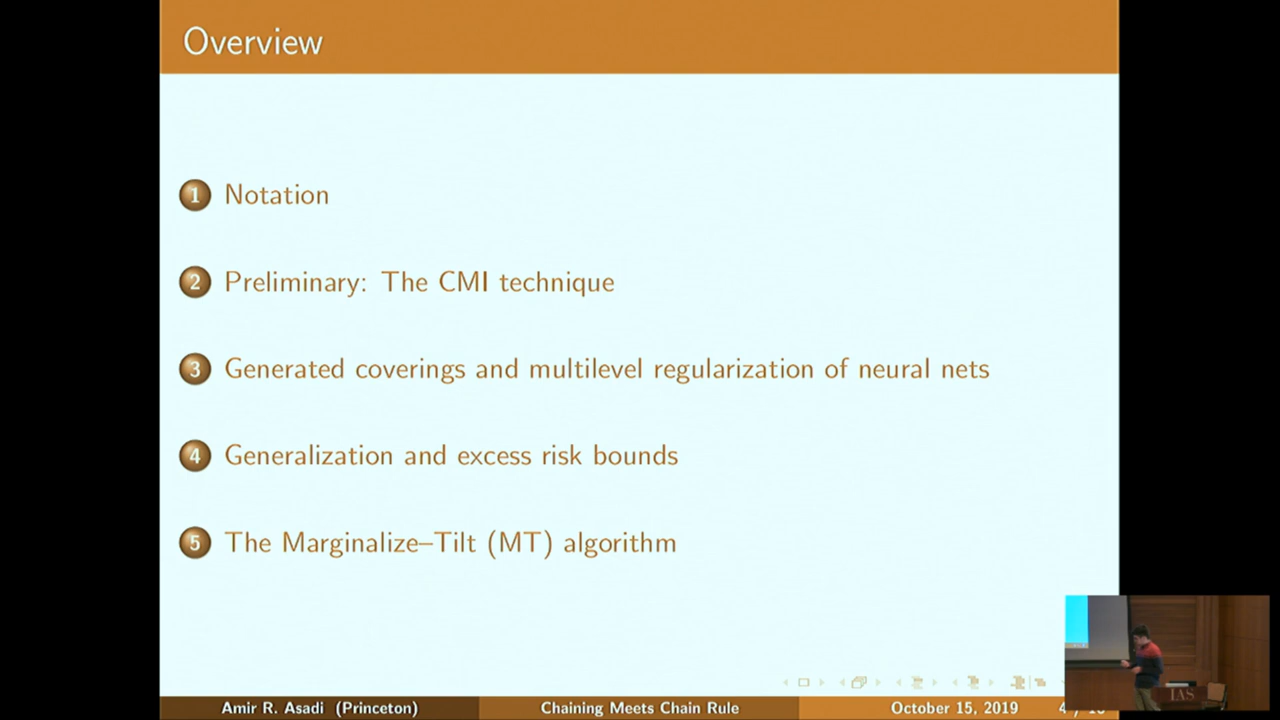 Overview
1 Notation
2 Preliminary: The CMI technique
3 Generated coverings and multilevel regularization of neural nets
4 Generalization and excess risk bounds
5 The Marginalize–Tilt (MT) algorithm
Amir R. Asadi (Princeton) Chaining Meets Chain Rule October 15, 2019
IAS